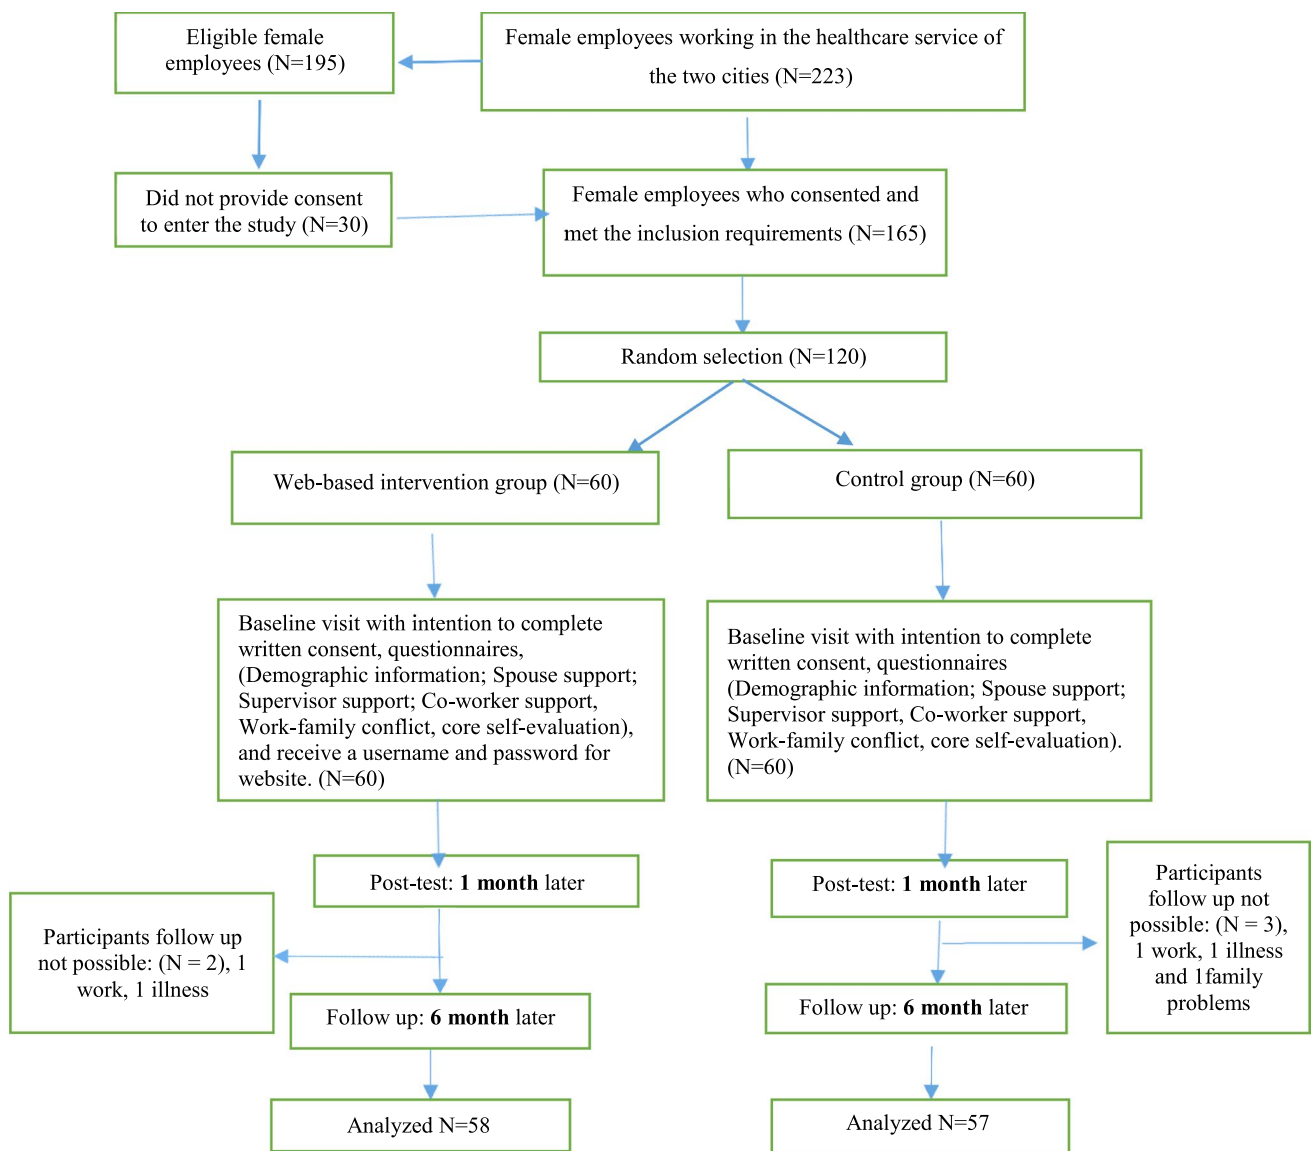 Eligible female
employees (N=195)
Female employees working in the healthcare service of
the two cities (N=223)
Did not provide consent
to enter the study (N=30)
Female employees who consented and
met the inclusion requirements (N=165)
Random selection (N=120)
Web-based intervention group (N=60)
Control group (N=60)
Baseline visit with intention to complete
written consent, questionnaires,
(Demographic information; Spouse support;
Supervisor support; Co-worker support,
Work-family conflict, core self-evaluation),
and receive a username and password for
website. (N=60)
Baseline visit with intention to complete
written consent, questionnaires
(Demographic information; Spouse support;
Supervisor support, Co-worker support,
Work-family conflict, core self-evaluation).
(N=60)
Post-test: 1 month later
Post-test: 1 month later
Participants follow up
not possible: (N = 2), 1
work, 1 illness
Participants
follow up not
possible: (N = 3),
1 work, 1 illness
and 1family
problems
Follow up: 6 month later
Follow up: 6 month later
Analyzed N=58
Analyzed N=57